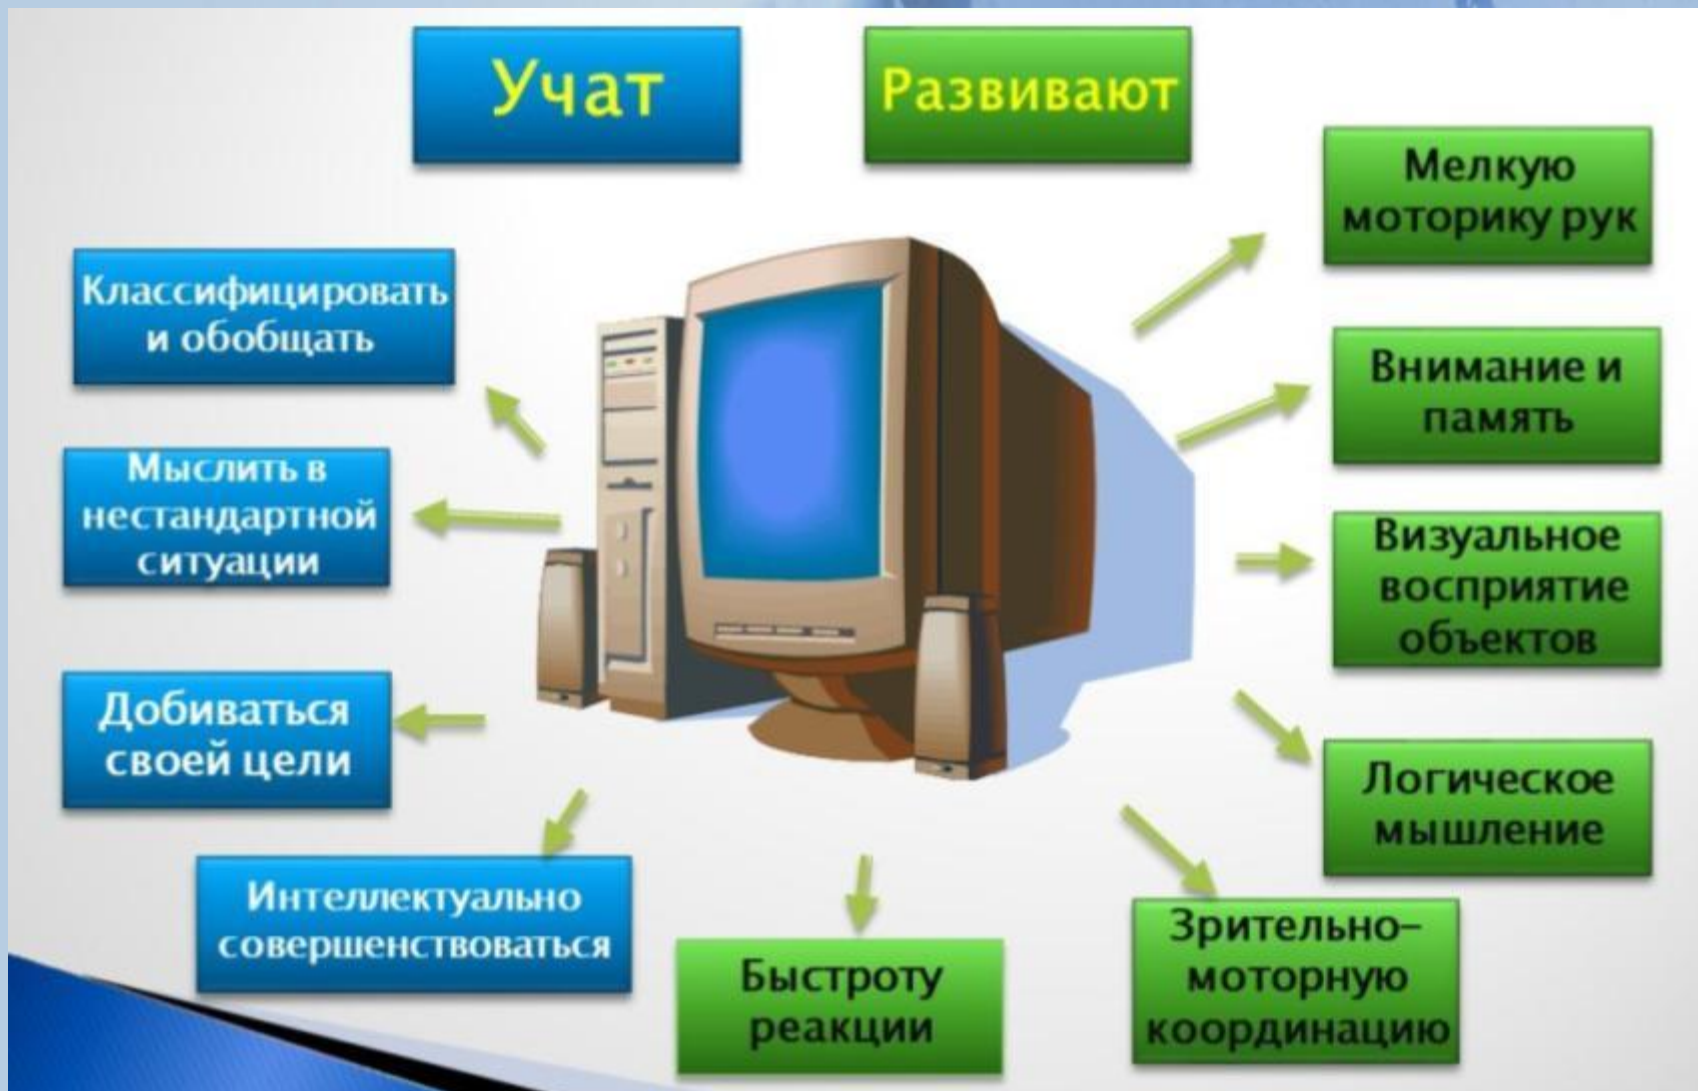 Учат
Развивают
Мелкую
моторику рук
Классифицировать
и обобщать
Внимание и
память
Мыслить в
нестандартной
ситуации
Визуальное
восприятие
объектов
Добиваться
своей цели
Логическое
мышление
Интеллектуально
совершенствоваться
Быстроту
реакции
Зрительно-
моторную
координацию